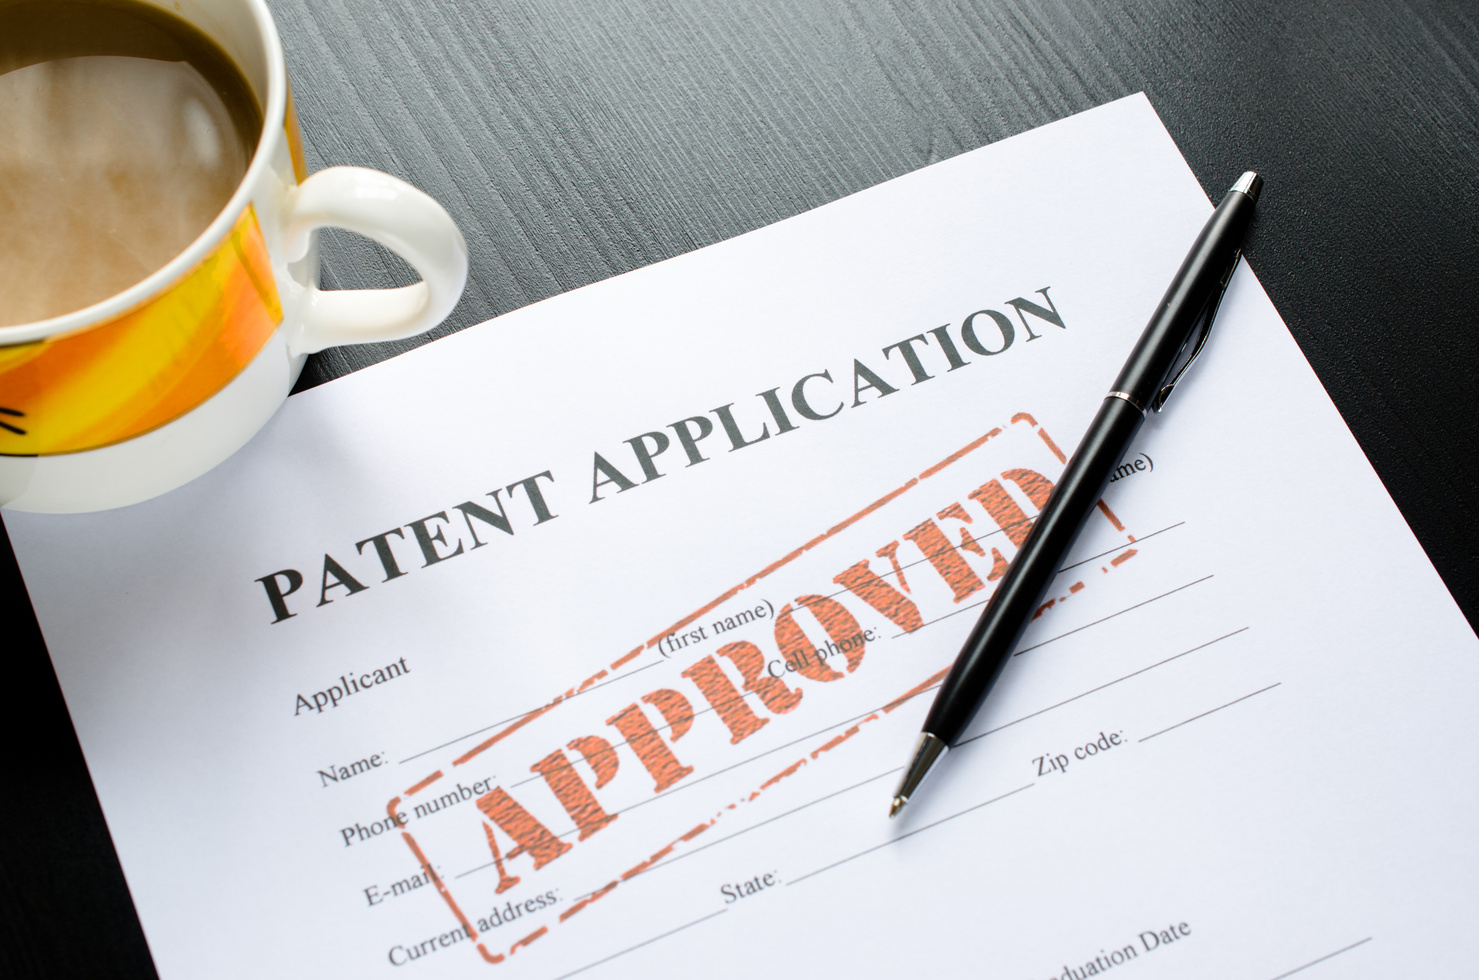 PATENT APPLICATION
APPROVED
Applicant
Name: (first name)
Phone number: Cell phone:
E-mail:
Current address:
State: Zip code:
Date